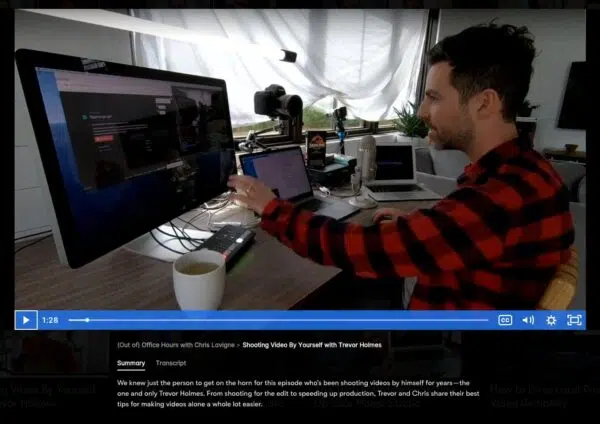 1:28
CC
(Out of) Office Hours with Chris Lavigne > Shooting Video By Yourself with Trevor Holmes
Summary Transcript
We knew just the person to get on the horn for this episode who's been shooting videos by himself for years—the
one and only Trevor Holmes. From shooting for the edit to speeding up production, Trevor and Chris share their best
tips for making videos alone a whole lot easier.